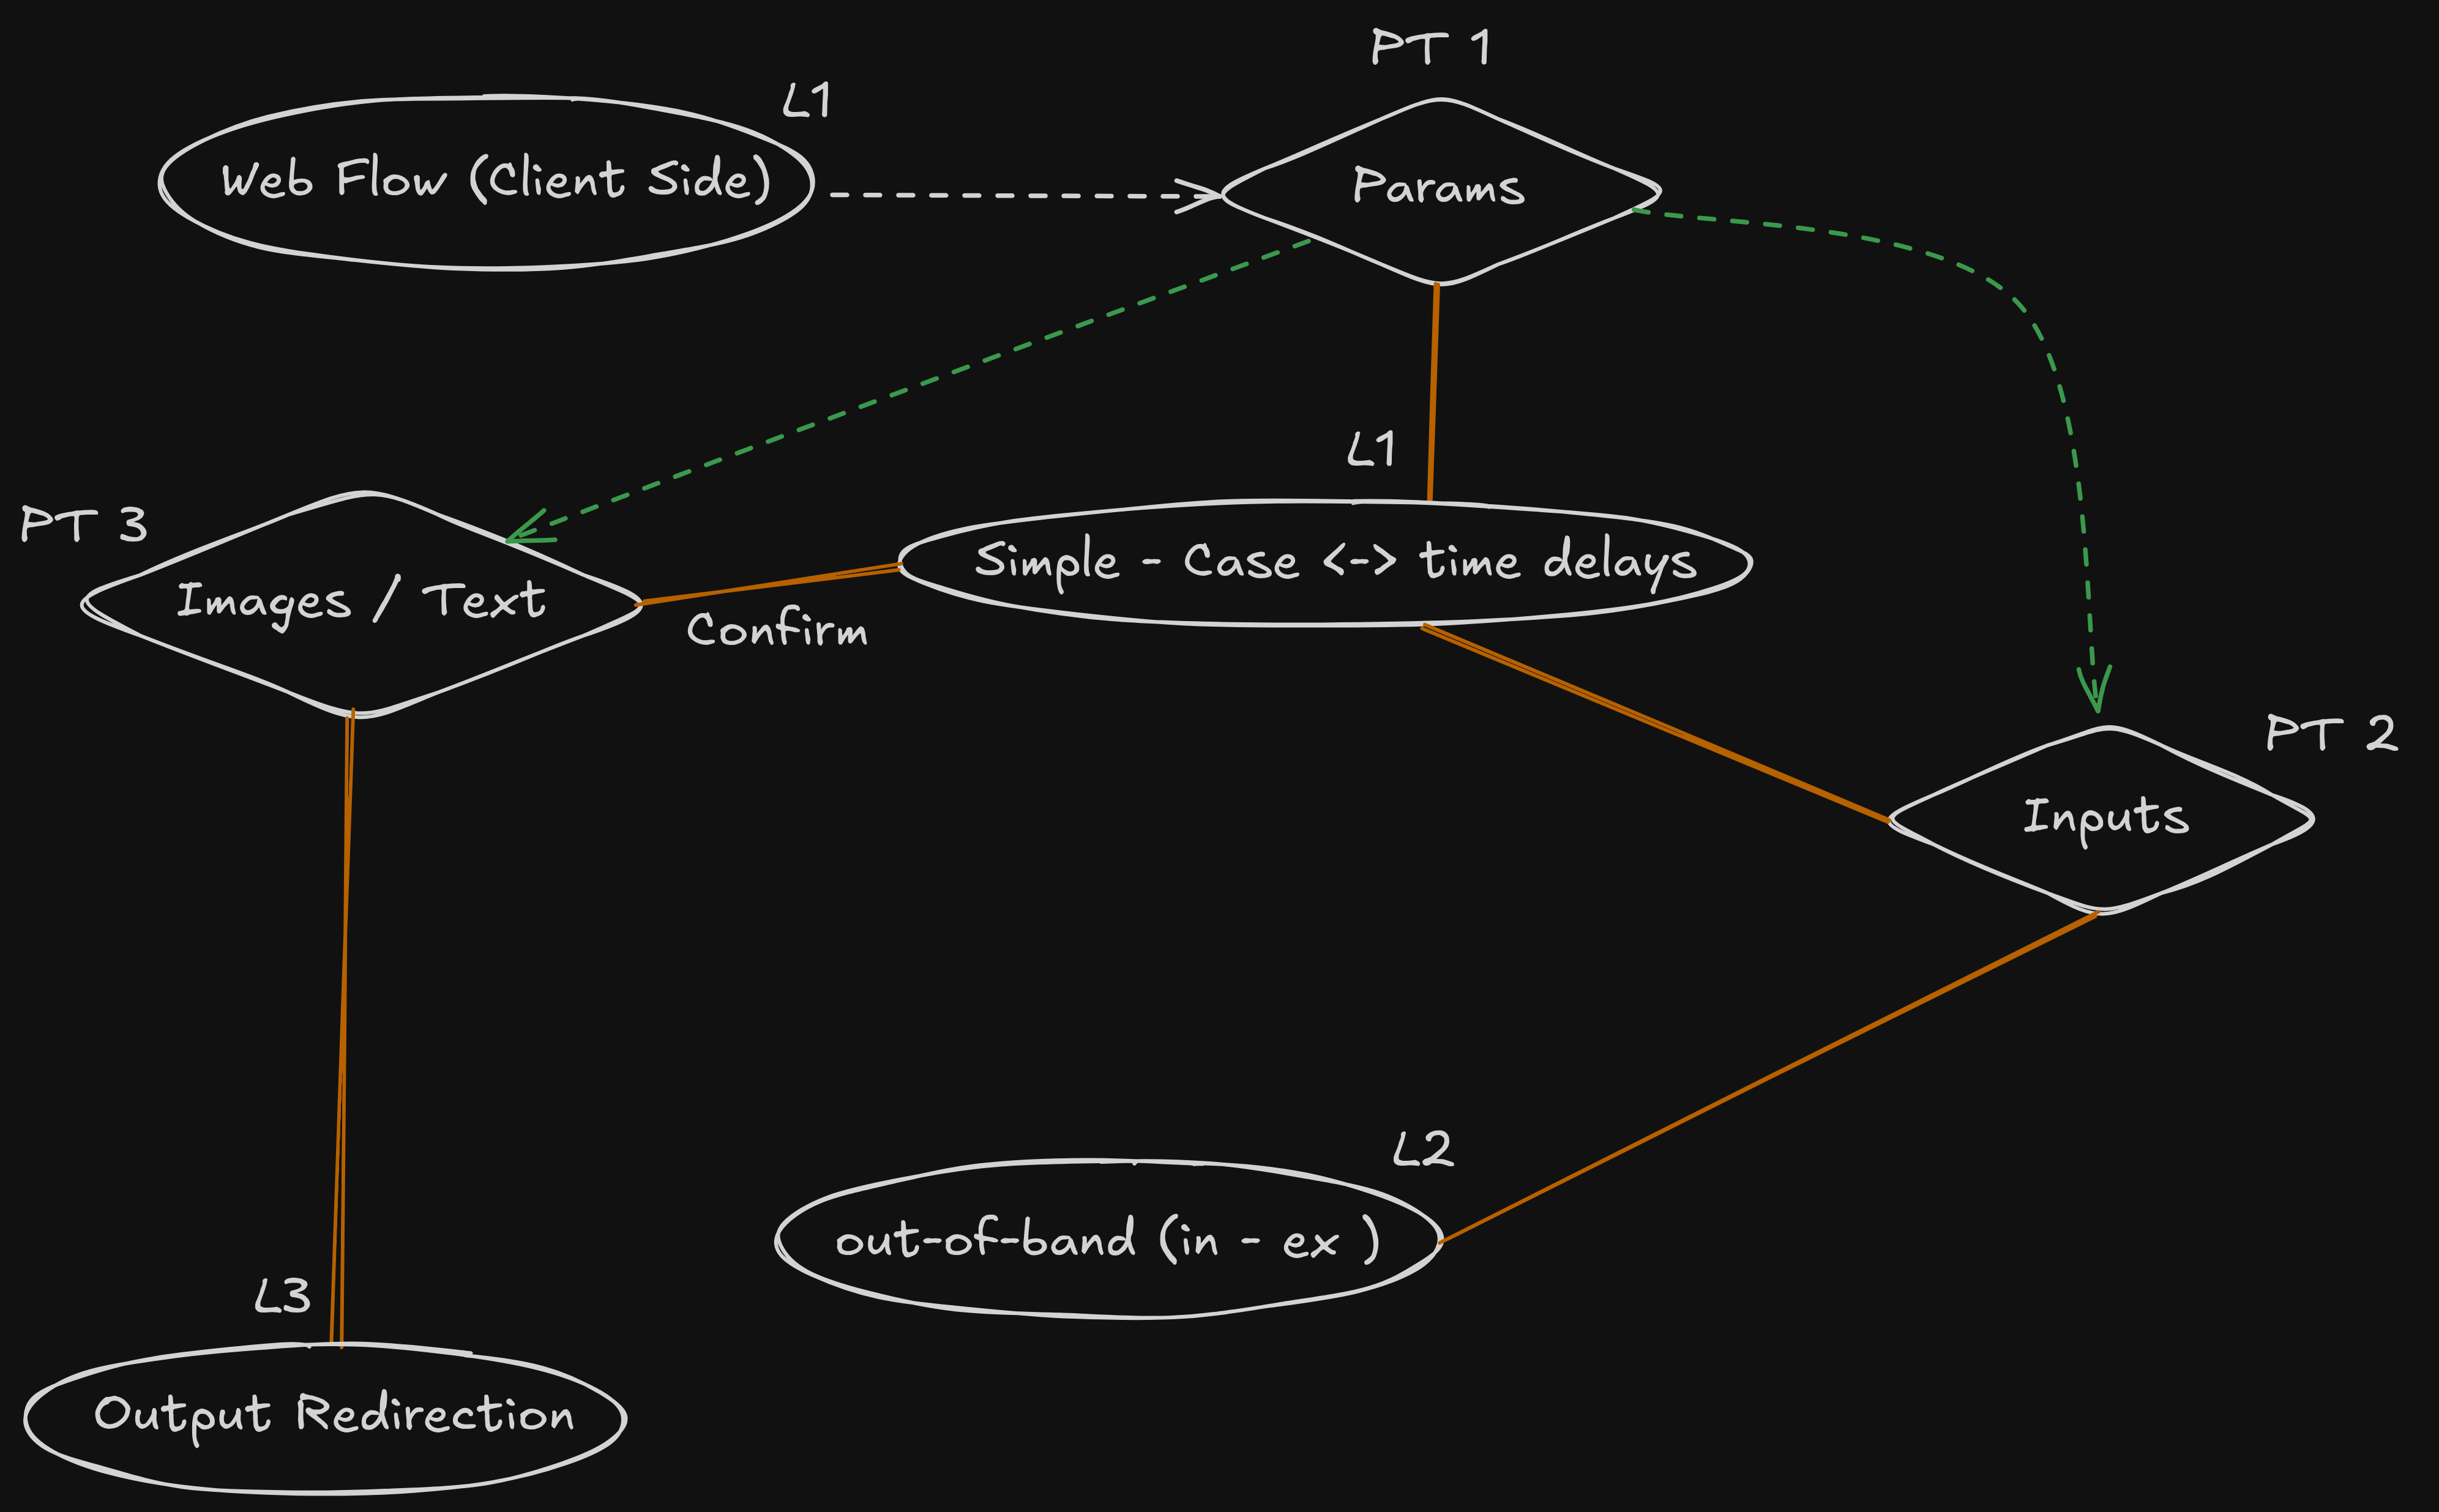 PT 1
L1
Web Flow (Client Side)
Params
L1
PT 3
Simple - Case <-> time delays
Images / Text
Confirm
PT 2
Inputs
L2
out-of-band (in - ex )
L3
Output Redirection